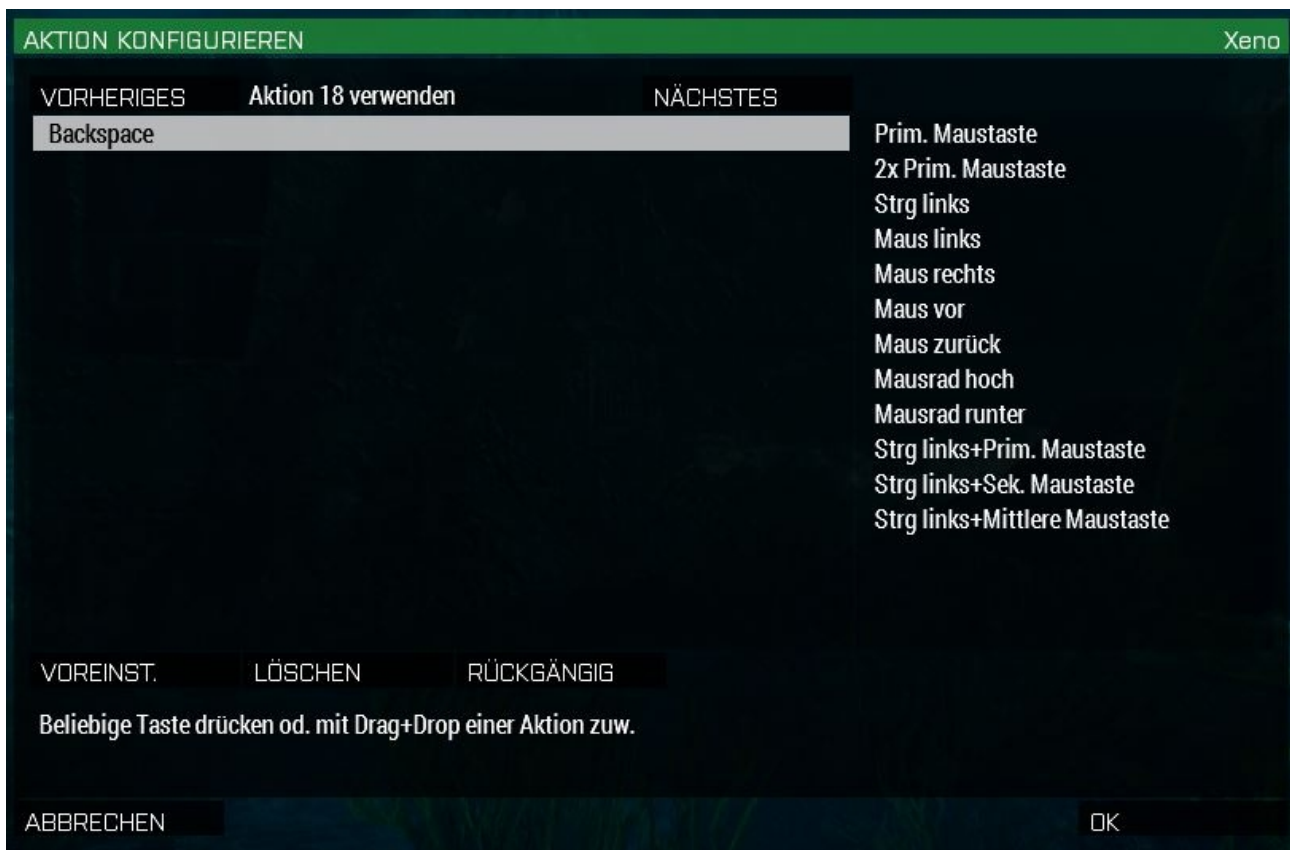 AKTION KONFIGURIEREN Xeno
VORHERIGES Aktion 18 verwenden NÄCHSTES
Backspace
Prim. Maustaste
2x Prim. Maustaste
Strg links
Maus links
Maus rechts
Maus vor
Maus zurück
Mausrad hoch
Mausrad runter
Strg links+Prim. Maustaste
Strg links+Sek. Maustaste
Strg links+Mittlere Maustaste
VOREINST. LÖSCHEN RÜCKGÄNGIG
Beliebige Taste drücken od. mit Drag+Drop einer Aktion zuw.
ABBRECHEN OK